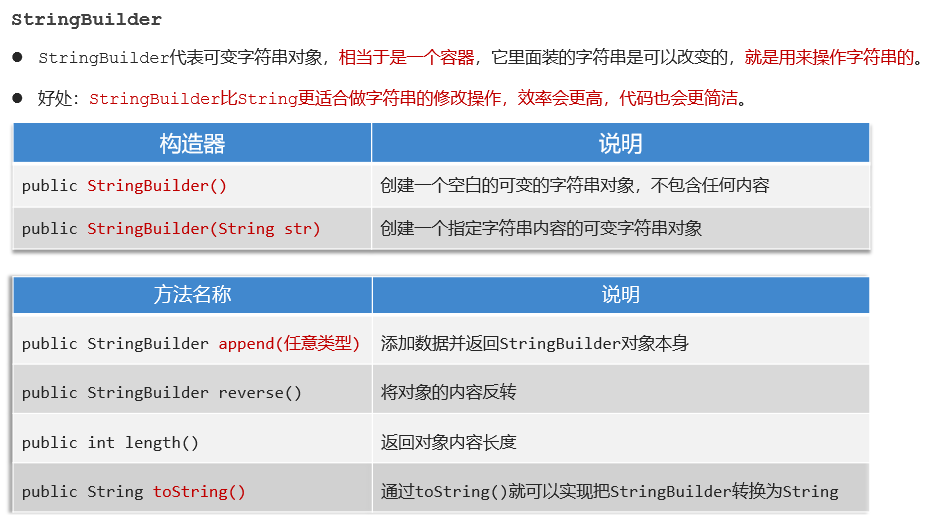 StringBuilder
● StringBuilder代表可变字符串对象，相当于是一个容器，它里面装的字符串是可以改变的，就是用来操作字符串的。
● 好处：StringBuilder比String更适合做字符串的修改操作，效率会更高，代码也会更简洁。
构造器 说明
public StringBuilder() 创建一个空白的可变的字符串对象，不包含任何内容
public StringBuilder(String str) 创建一个指定字符串内容的可变字符串对象
方法名称 说明
public StringBuilder append(任意类型) 添加数据并返回StringBuilder对象本身
public StringBuilder reverse() 将对象的内容反转
public int length() 返回对象内容长度
public String toString() 通过toString()就可以实现把StringBuilder转换为String